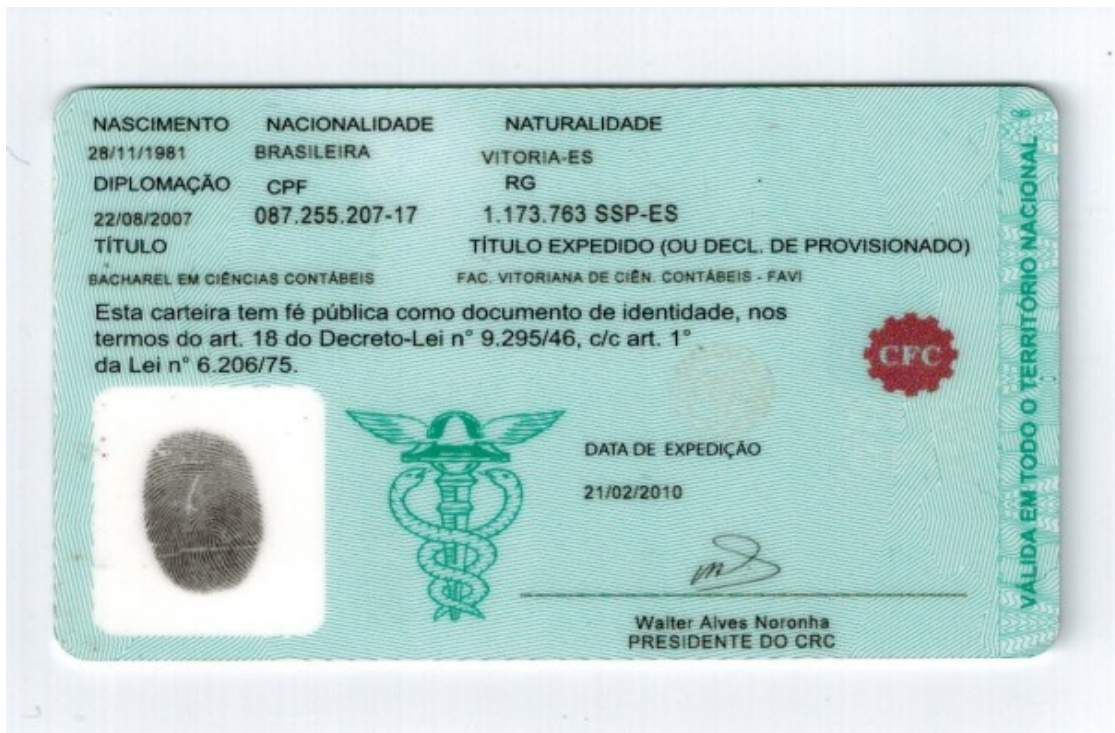 NASCIMENTO NACIONALIDADE NATURALIDADE
28/11/1981 BRASILEIRA VITORIA-ES
DIPLOMAÇÃO CPF RG
22/08/2007 087.255.207-17 1.173.763 SSP-ES
TÍTULO TÍTULO EXPEDIDO (OU DECL. DE PROVISIONADO)
BACHAREL EM CIÊNCIAS CONTÁBEIS FAC. VITORIANA DE CIÊN. CONTÁBEIS - FAVI
Esta carteira tem fé pública como documento de identidade, nos
termos do art. 18 do Decreto-Lei n° 9.295/46, c/c art. 1°
da Lei n° 6.206/75.
CFC
DATA DE EXPEDIÇÃO
21/02/2010
Walter Alves Noronha
PRESIDENTE DO CRC
VÁLIDA EM TODO O TERRITÓRIO NACIONAL